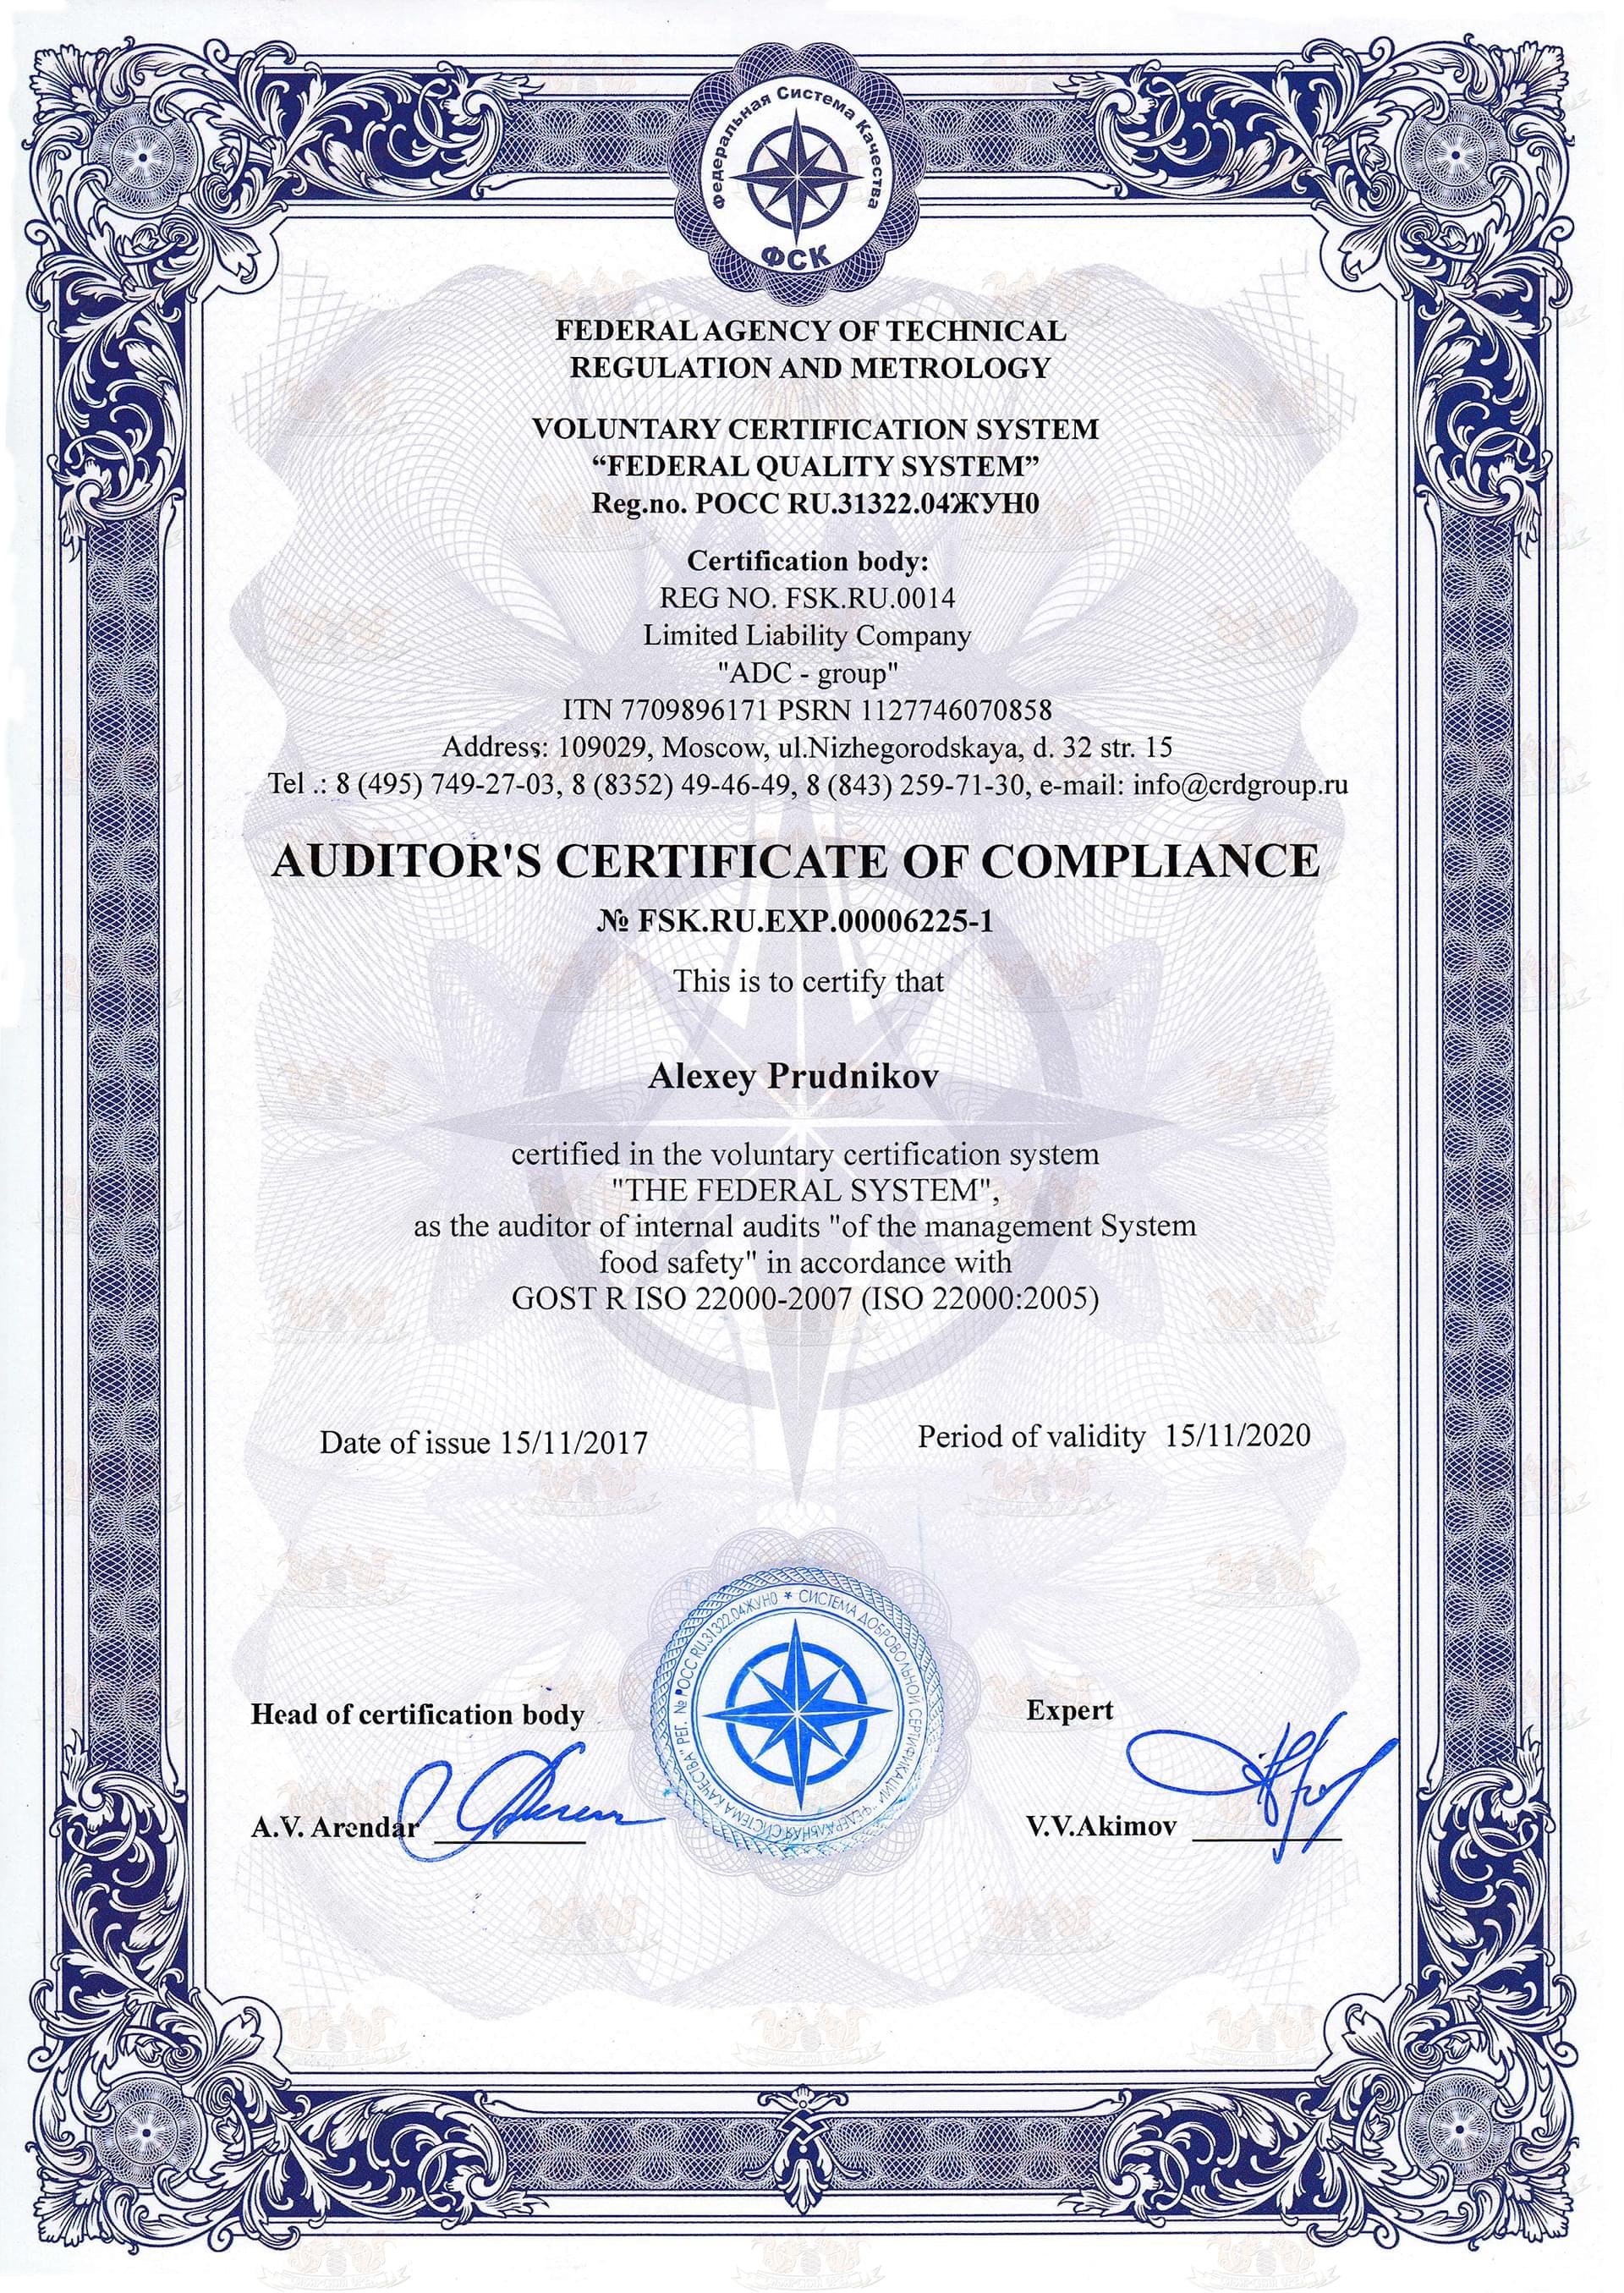 Федеральная Система Качества
ФСК
FEDERAL AGENCY OF TECHNICAL
REGULATION AND METROLOGY
VOLUNTARY CERTIFICATION SYSTEM
“FEDERAL QUALITY SYSTEM”
Reg.no. РОСС RU.31322.04ЖУН0
Certification body:
REG NO. FSK.RU.0014
Limited Liability Company
"ADC - group"
ITN 7709896171 PSRN 1127746070858
Address: 109029, Moscow, ul.Nizhegorodskaya, d. 32 str. 15
Tel .: 8 (495) 749-27-03, 8 (8352) 49-46-49, 8 (843) 259-71-30, e-mail: info@crdgroup.ru
AUDITOR'S CERTIFICATE OF COMPLIANCE
№ FSK.RU.EXP.00006225-1
This is to certify that
Alexey Prudnikov
certified in the voluntary certification system
"THE FEDERAL SYSTEM",
as the auditor of internal audits "of the management System
food safety" in accordance with
GOST R ISO 22000-2007 (ISO 22000:2005)
Date of issue 15/11/2017
Period of validity 15/11/2020
* СИСТЕМА ДОБРОВОЛЬНОЙ СЕРТИФИКАЦИИ "ФЕДЕРАЛЬНАЯ СИСТЕМА КАЧЕСТВА" РЕГ. № РОСС RU.31322.04ЖУН0
Head of certification body
Expert
A.V. Arendar
V.V.Akimov